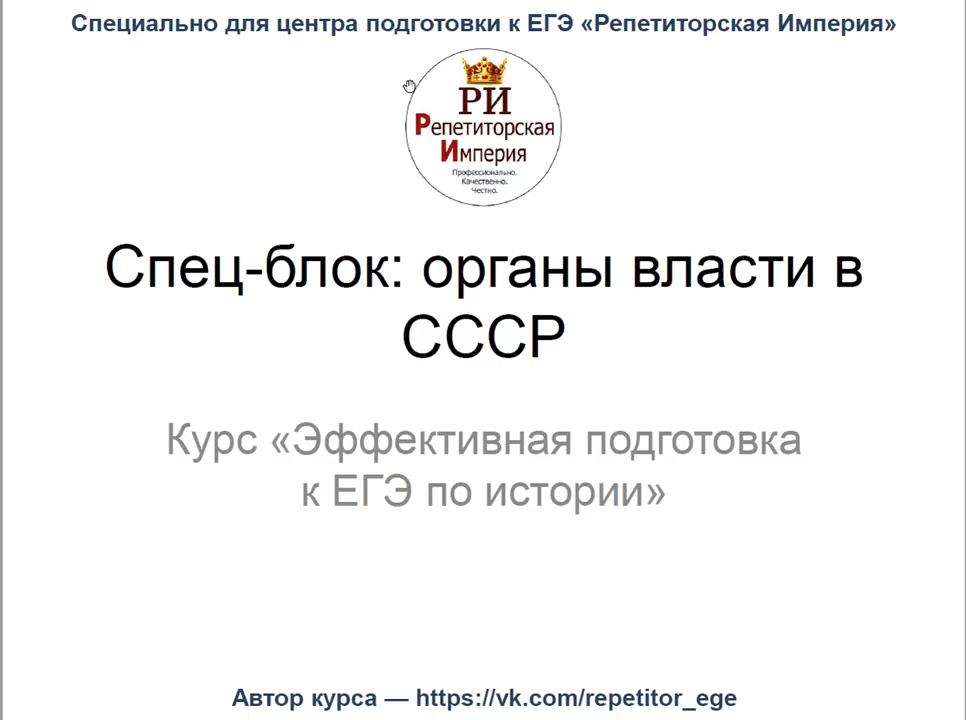 Специально для центра подготовки к ЕГЭ «Репетиторская Империя»
РИ
Репетиторская
Империя
Профессионально.
Качественно.
Честно.
Спец-блок: органы власти в
СССР
Курс «Эффективная подготовка
к ЕГЭ по истории»
Автор курса — https://vk.com/repetitor_ege